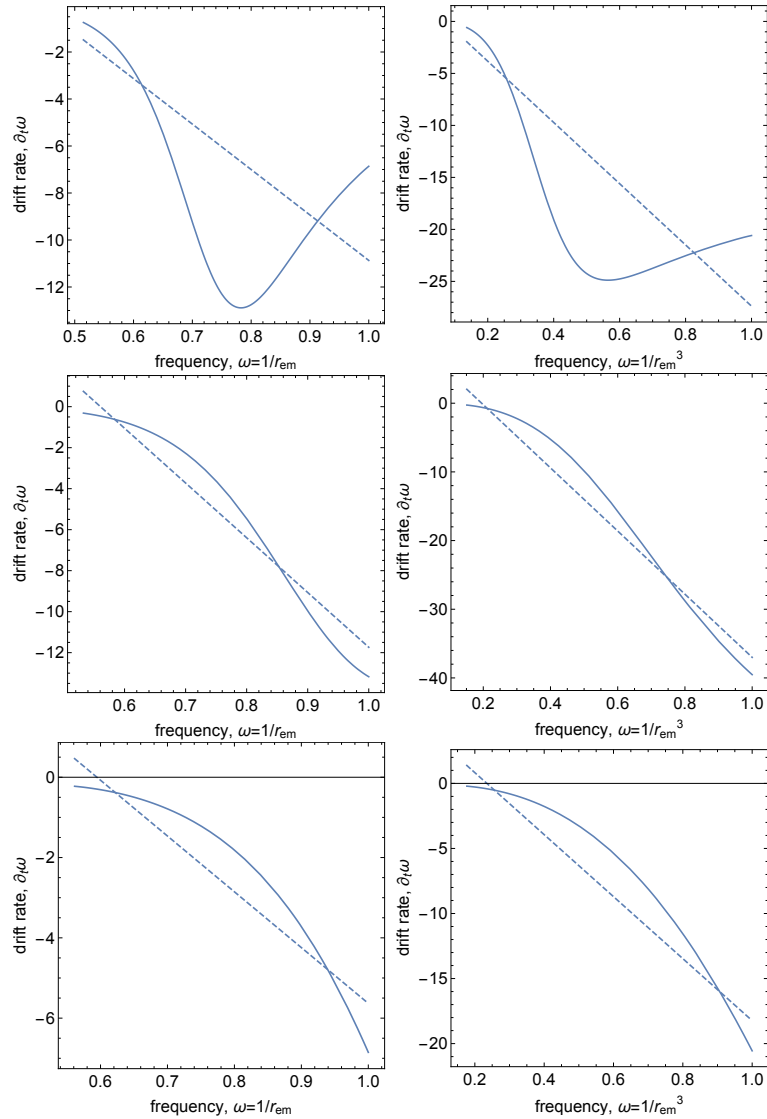 -2
-4
-6
-8
-10
-12
0.5 0.6 0.7 0.8 0.9 1.0
drift rate, ∂tω
frequency, ω=1/rem
0
-5
-10
-15
-20
-25
0.2 0.4 0.6 0.8 1.0
drift rate, ∂tω
frequency, ω=1/rem^3
0
-2
-4
-6
-8
-10
-12
0.6 0.7 0.8 0.9 1.0
drift rate, ∂tω
frequency, ω=1/rem
0
-10
-20
-30
-40
0.2 0.4 0.6 0.8 1.0
drift rate, ∂tω
frequency, ω=1/rem^3
0
-2
-4
-6
0.6 0.7 0.8 0.9 1.0
drift rate, ∂tω
frequency, ω=1/rem
0
-5
-10
-15
-20
0.2 0.4 0.6 0.8 1.0
drift rate, ∂tω
frequency, ω=1/rem^3